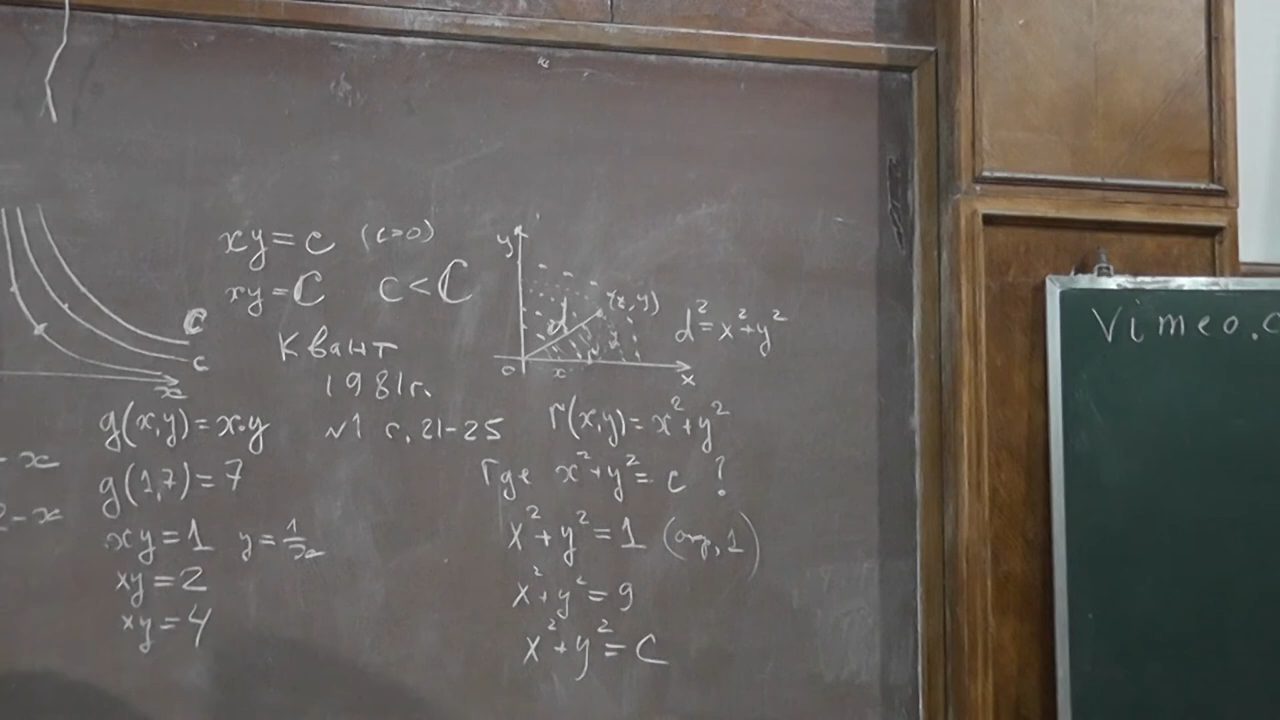 xy = c (c>0)
xy = C c < C
Квант
1981г.
№1 с. 21-25
C
c
x
g(x,y) = x·y
g(1,7) = 7
xy = 1 y = 1/x
xy = 2
xy = 4
- x
2 - x
y
(x, y)
d
0
x
x
d² = x² + y²
r(x,y) = x² + y²
Где x² + y² = c ?
x² + y² = 1
x² + y² = 9
x² + y² = C
Vimeo.c